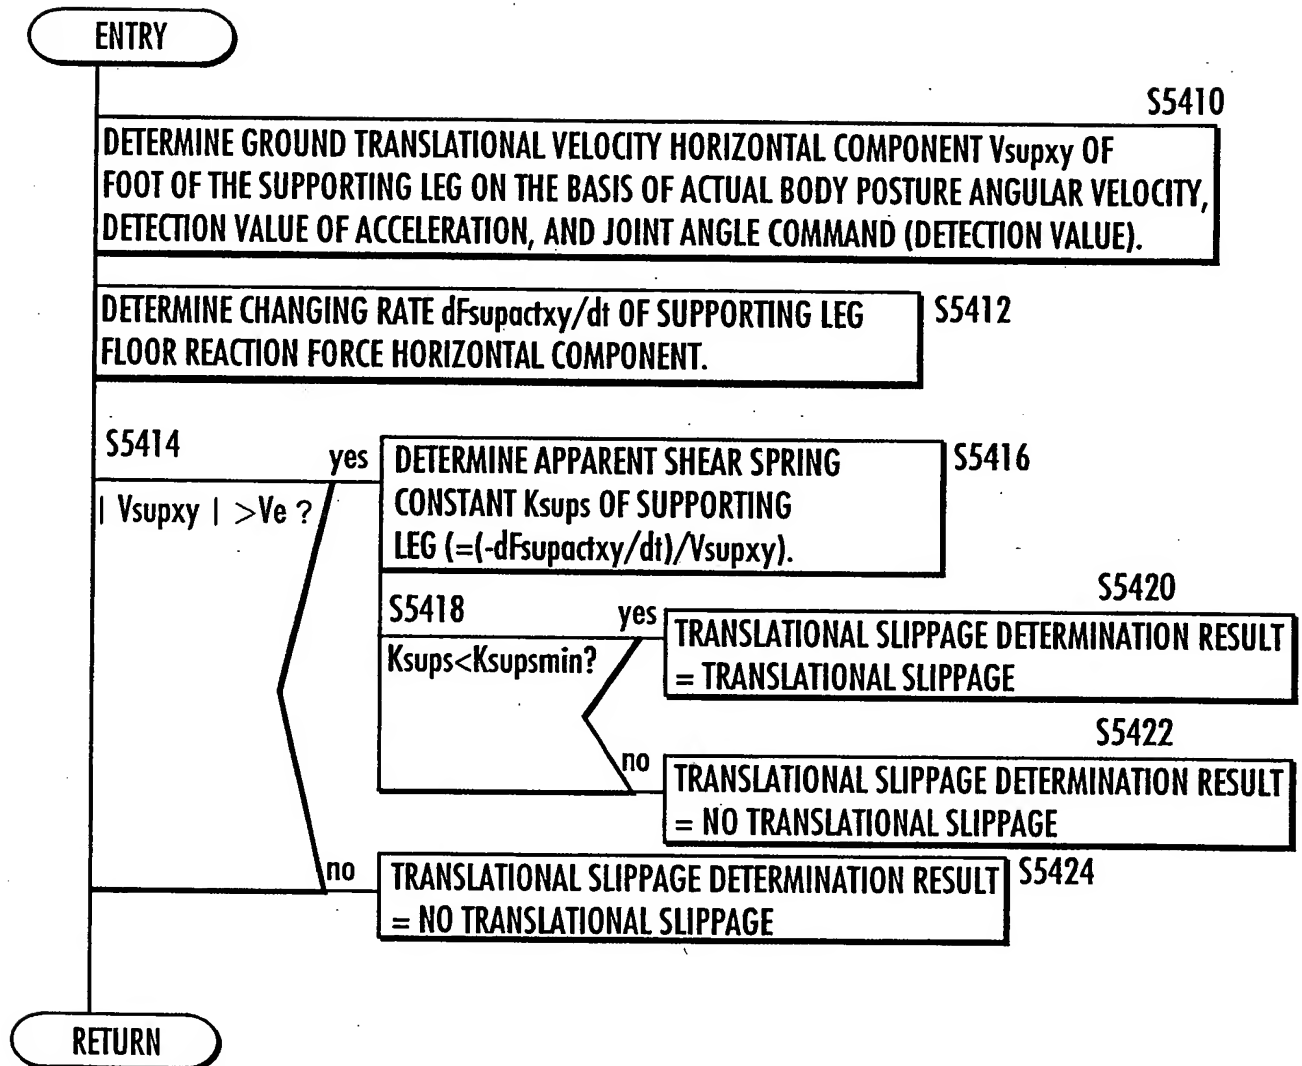 ENTRY
S5410
DETERMINE GROUND TRANSLATIONAL VELOCITY HORIZONTAL COMPONENT Vsupxy OF
FOOT OF THE SUPPORTING LEG ON THE BASIS OF ACTUAL BODY POSTURE ANGULAR VELOCITY,
DETECTION VALUE OF ACCELERATION, AND JOINT ANGLE COMMAND (DETECTION VALUE).
DETERMINE CHANGING RATE dFsupactxy/dt OF SUPPORTING LEG
FLOOR REACTION FORCE HORIZONTAL COMPONENT.
S5412
S5414
| Vsupxy | >Ve ?
yes
DETERMINE APPARENT SHEAR SPRING
CONSTANT Ksups OF SUPPORTING
LEG (=(-dFsupactxy/dt)/Vsupxy).
S5416
S5418
Ksups<Ksupsmin?
yes
S5420
TRANSLATIONAL SLIPPAGE DETERMINATION RESULT
= TRANSLATIONAL SLIPPAGE
S5422
no
TRANSLATIONAL SLIPPAGE DETERMINATION RESULT
= NO TRANSLATIONAL SLIPPAGE
no
TRANSLATIONAL SLIPPAGE DETERMINATION RESULT
= NO TRANSLATIONAL SLIPPAGE
S5424
RETURN